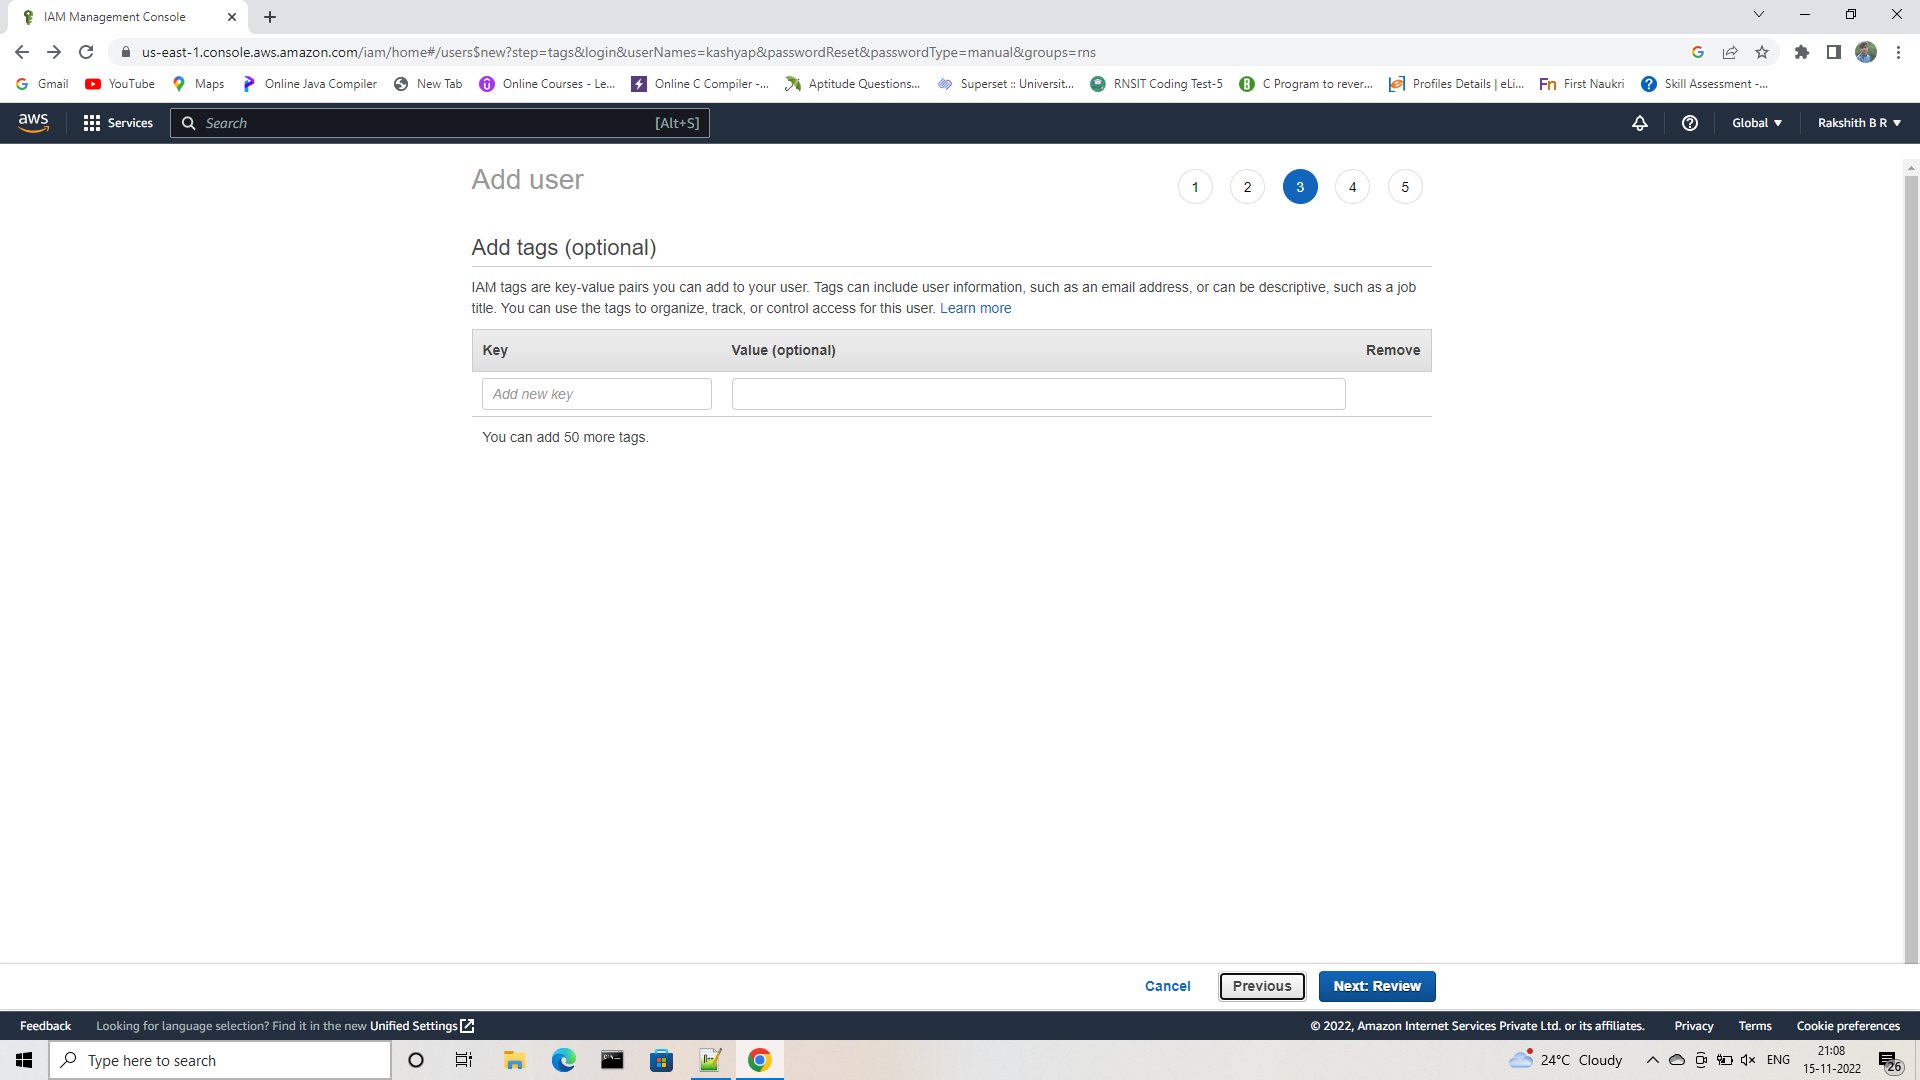 IAM Management Console
us-east-1.console.aws.amazon.com/iam/home#/users$new?step=tags&login&userNames=kashyap&passwordReset&passwordType=manual&groups=rns
Gmail YouTube Maps Online Java Compiler New Tab Online Courses - Le... Online C Compiler -... Aptitude Questions... Superset :: Universit... RNSIT Coding Test-5 C Program to rever... Profiles Details | eLi... First Naukri Skill Assessment -...
aws Services Search [Alt+S] Global Rakshith B R
Add user 1 2 3 4 5
Add tags (optional)
IAM tags are key-value pairs you can add to your user. Tags can include user information, such as an email address, or can be descriptive, such as a job
title. You can use the tags to organize, track, or control access for this user. Learn more
Key Value (optional) Remove
Add new key
You can add 50 more tags.
Cancel Previous Next: Review
Feedback Looking for language selection? Find it in the new Unified Settings © 2022, Amazon Internet Services Private Ltd. or its affiliates. Privacy Terms Cookie preferences
Type here to search 24°C Cloudy ENG 21:08
15-11-2022 26